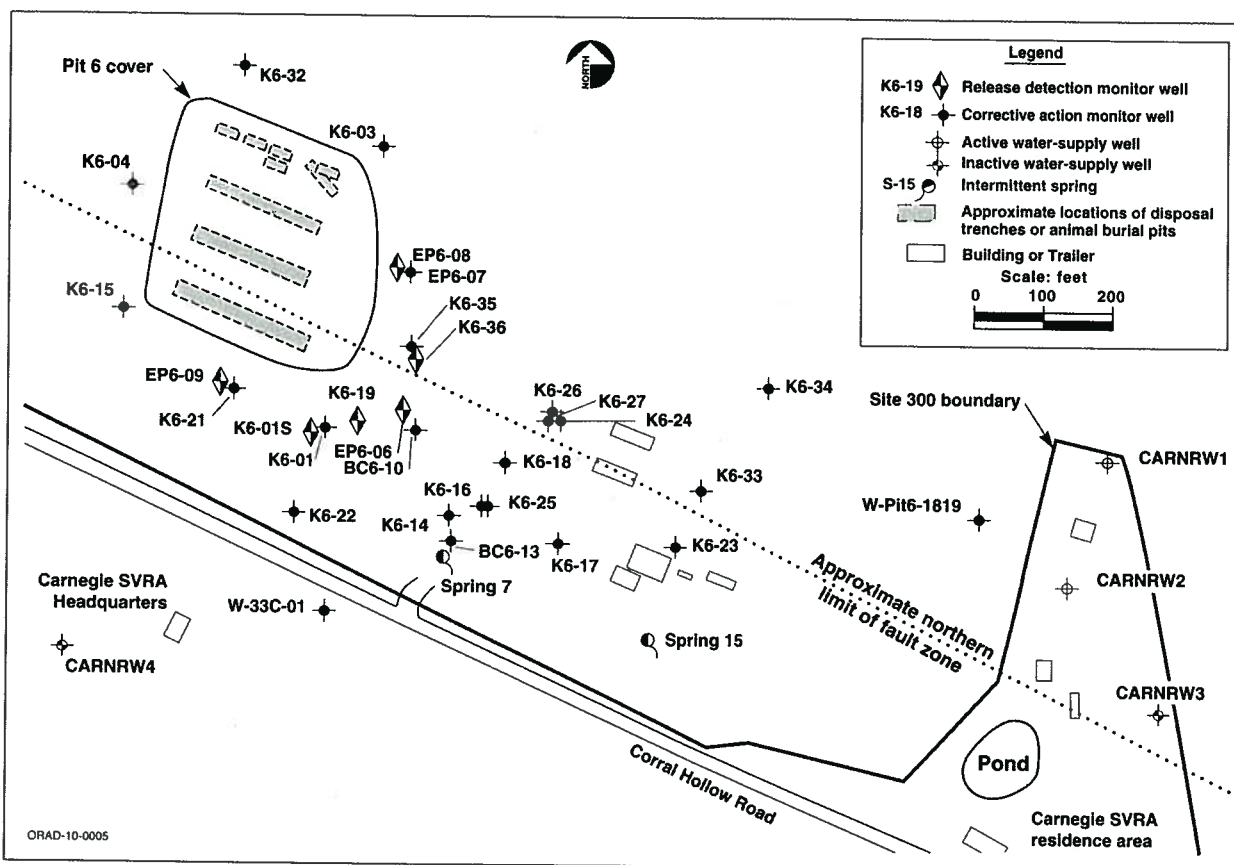 Pit 6 cover
K6-32
NORTH
K6-03
K6-04
K6-15
EP6-08
EP6-07
K6-35
K6-36
EP6-09
K6-21
K6-19
K6-01S
K6-01
EP6-06
BC6-10
K6-26
K6-27
K6-24
K6-34
K6-18
K6-33
K6-16
K6-25
K6-14
K6-22
BC6-13
K6-17
K6-23
Spring 7
W-33C-01
Spring 15
Carnegie SVRA
Headquarters
CARNRW4
Legend
K6-19 Release detection monitor well
K6-18 Corrective action monitor well
Active water-supply well
Inactive water-supply well
S-15 Intermittent spring
Approximate locations of disposal
trenches or animal burial pits
Building or Trailer
Scale: feet
0 100 200
Site 300 boundary
CARNRW1
W-Pit6-1819
CARNRW2
Approximate northern
limit of fault zone
CARNRW3
Pond
Corral Hollow Road
Carnegie SVRA
residence area
ORAD-10-0005